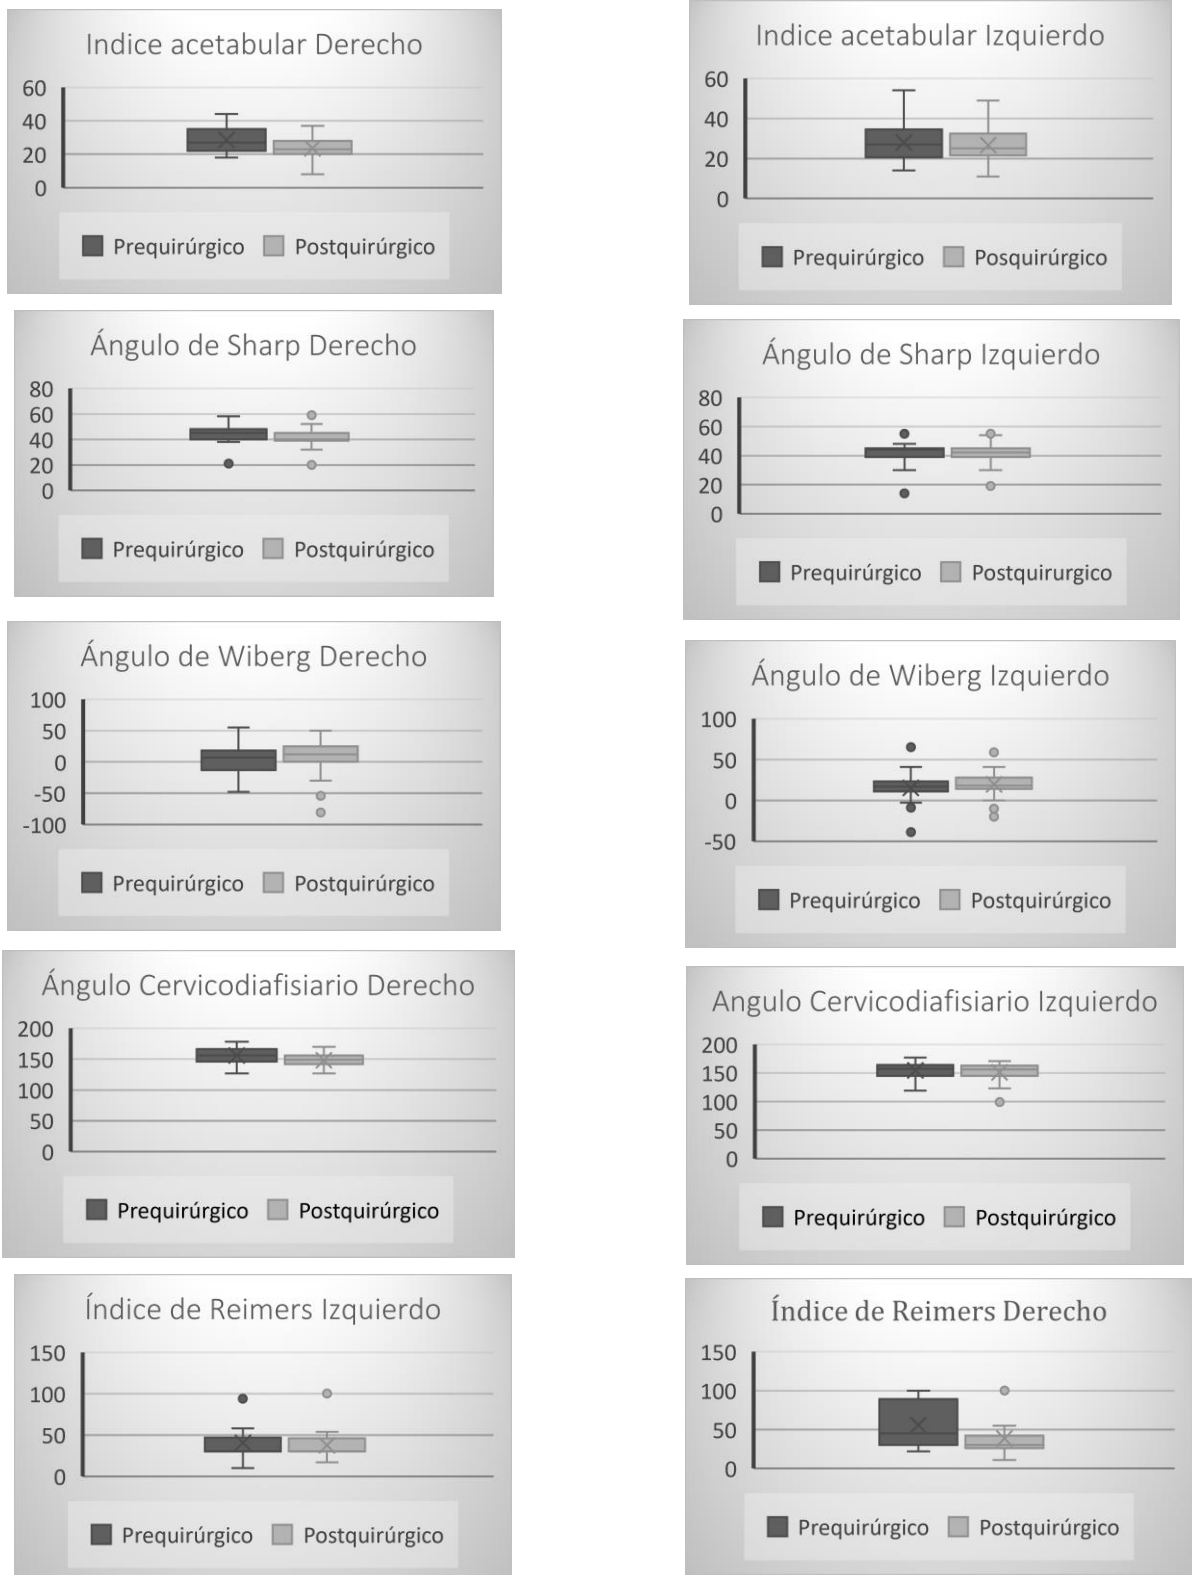 Indice acetabular Derecho
60
40
20
0
Prequirúrgico Postquirúrgico
Indice acetabular Izquierdo
60
40
20
0
Prequirúrgico Posquirúrgico
Ángulo de Sharp Derecho
80
60
40
20
0
Prequirúrgico Postquirúrgico
Ángulo de Sharp Izquierdo
80
60
40
20
0
Prequirúrgico Postquirurgico
Ángulo de Wiberg Derecho
100
50
0
-50
-100
Prequirúrgico Postquirúrgico
Ángulo de Wiberg Izquierdo
100
50
0
-50
Prequirúrgico Postquirúrgico
Ángulo Cervicodiafisiario Derecho
200
150
100
50
0
Prequirúrgico Postquirúrgico
Angulo Cervicodiafisiario Izquierdo
200
150
100
50
0
Prequirúrgico Postquirúrgico
Índice de Reimers Izquierdo
150
100
50
0
Prequirúrgico Postquirúrgico
Índice de Reimers Derecho
150
100
50
0
Prequirúrgico Postquirúrgico